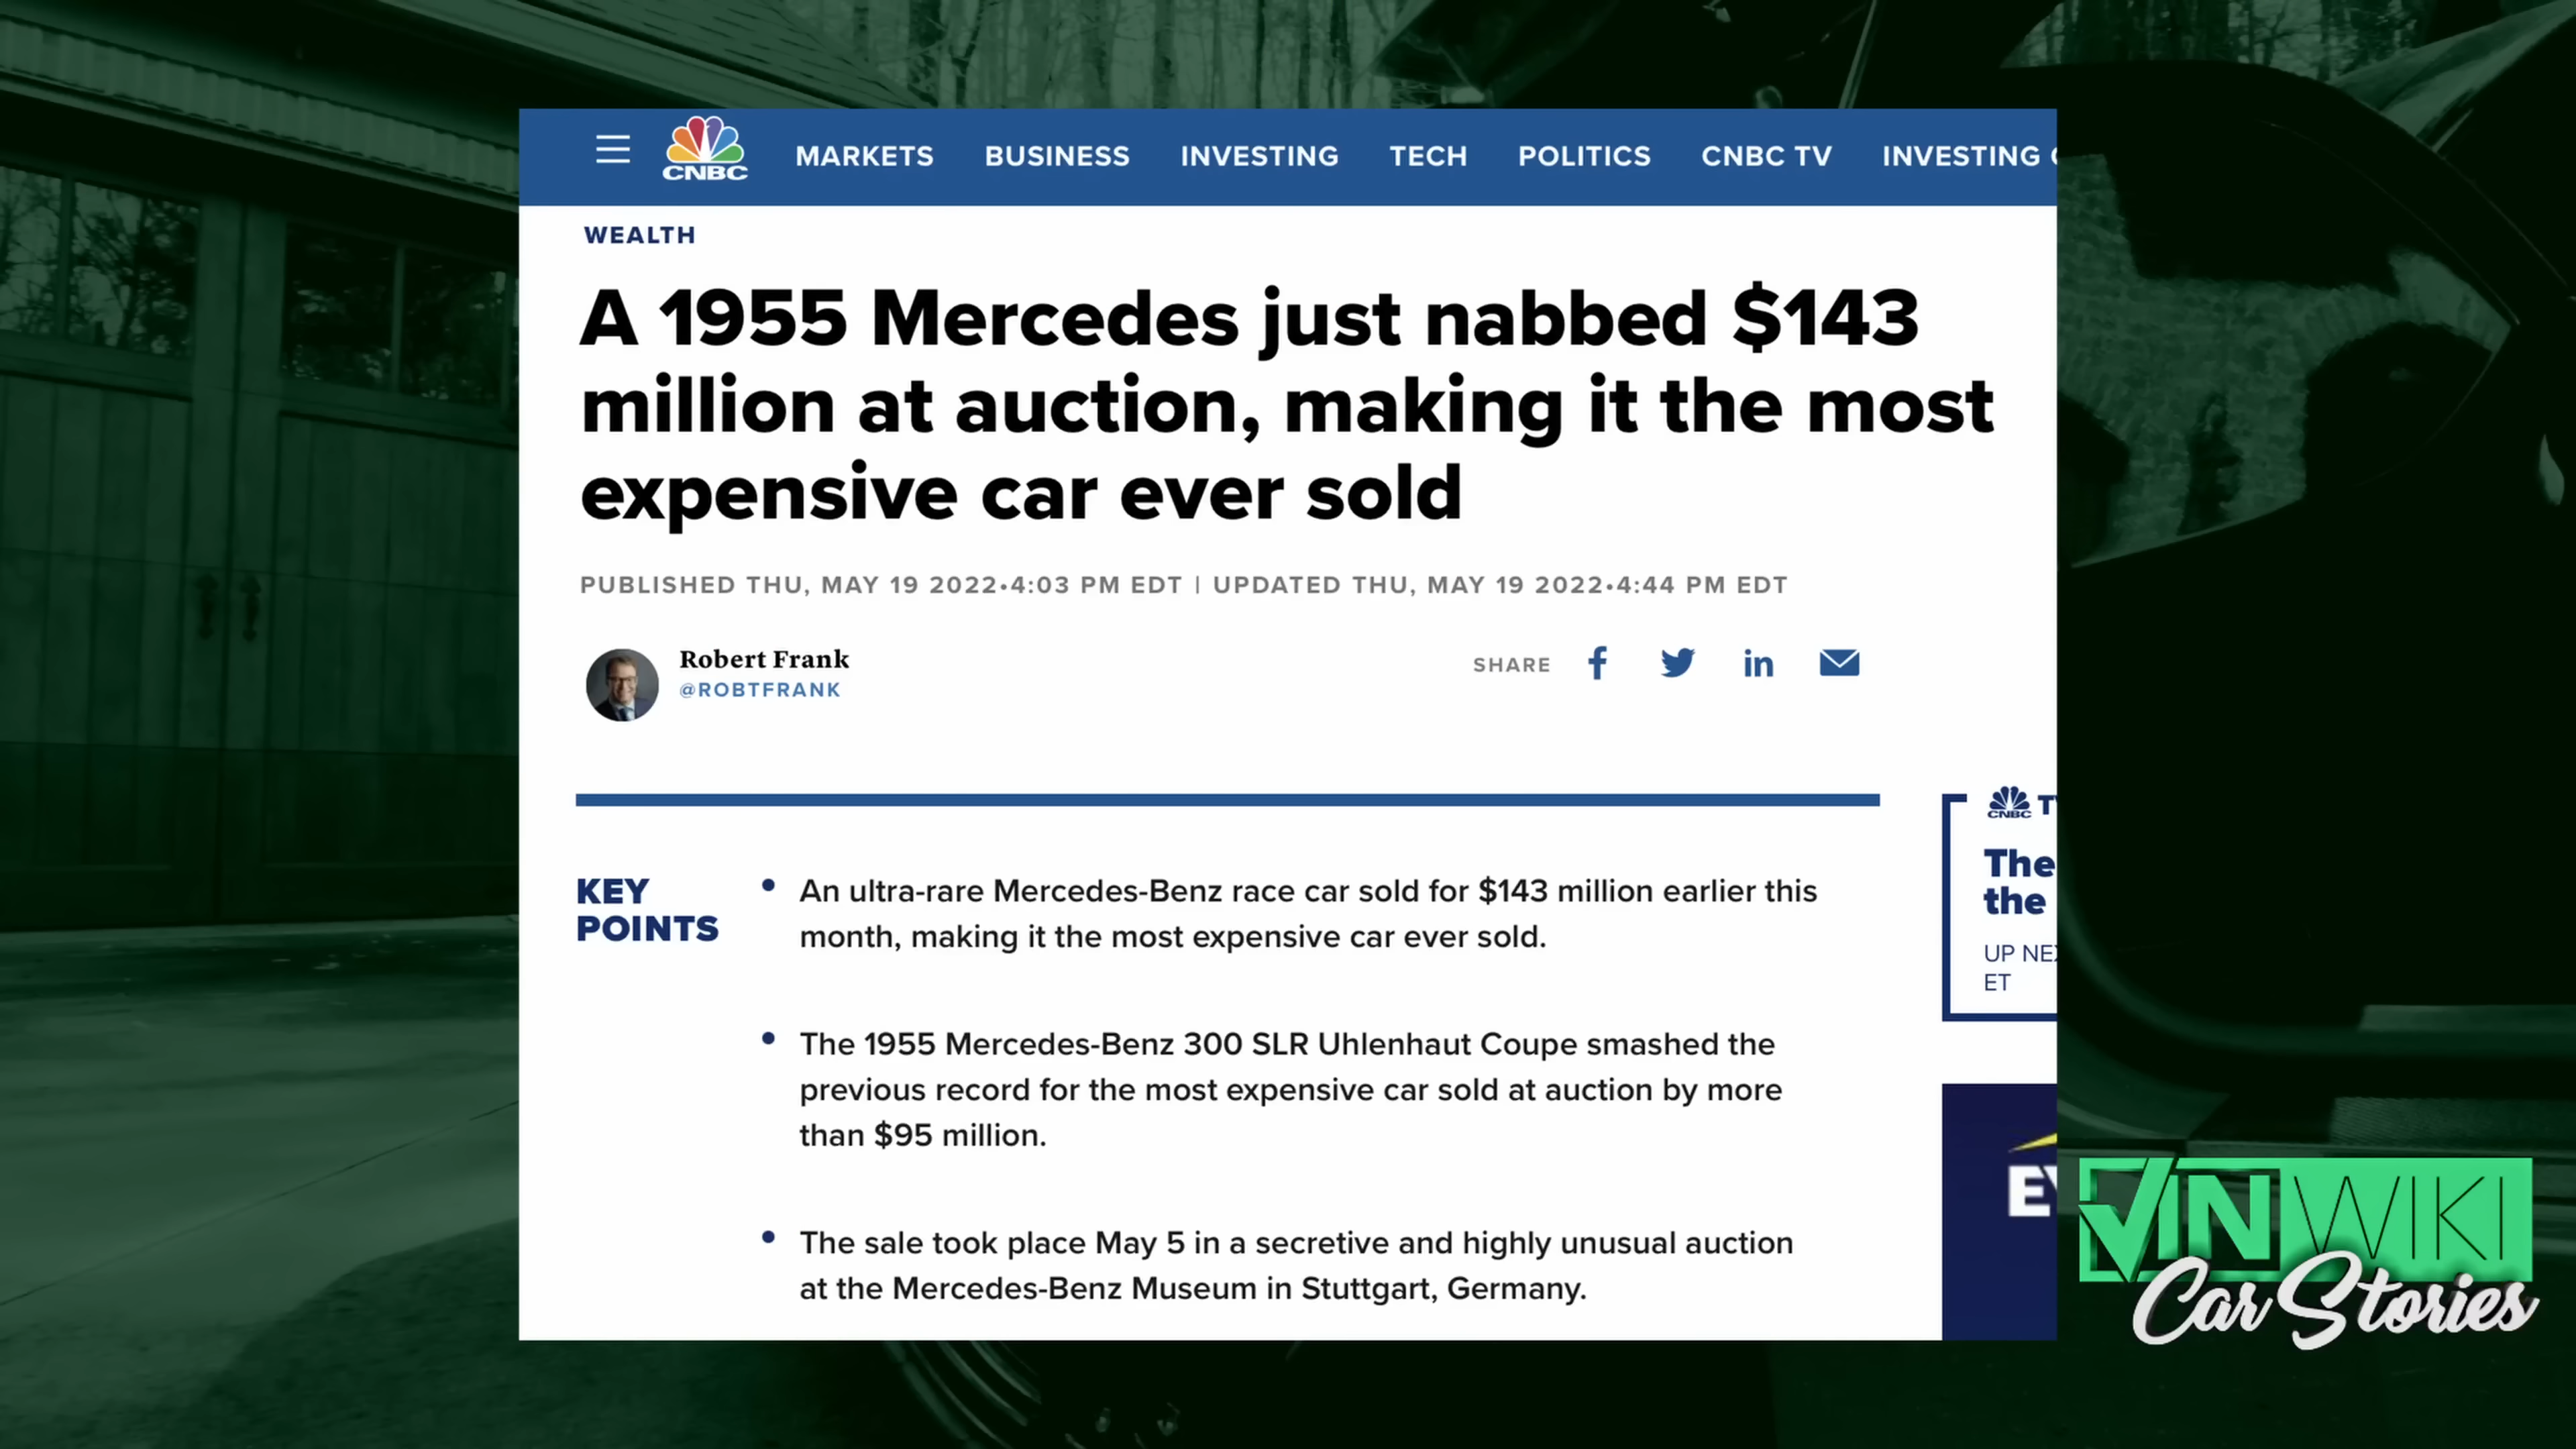 CNBC
MARKETS BUSINESS INVESTING TECH POLITICS CNBC TV INVESTING
WEALTH
A 1955 Mercedes just nabbed $143
million at auction, making it the most
expensive car ever sold
PUBLISHED THU, MAY 19 2022•4:03 PM EDT | UPDATED THU, MAY 19 2022•4:44 PM EDT
Robert Frank
@ROBTFRANK
SHARE
KEY
POINTS
• An ultra-rare Mercedes-Benz race car sold for $143 million earlier this
month, making it the most expensive car ever sold.
• The 1955 Mercedes-Benz 300 SLR Uhlenhaut Coupe smashed the
previous record for the most expensive car sold at auction by more
than $95 million.
• The sale took place May 5 in a secretive and highly unusual auction
at the Mercedes-Benz Museum in Stuttgart, Germany.
CNBC
The
the
UP
ET
VINWIKI
Car Stories